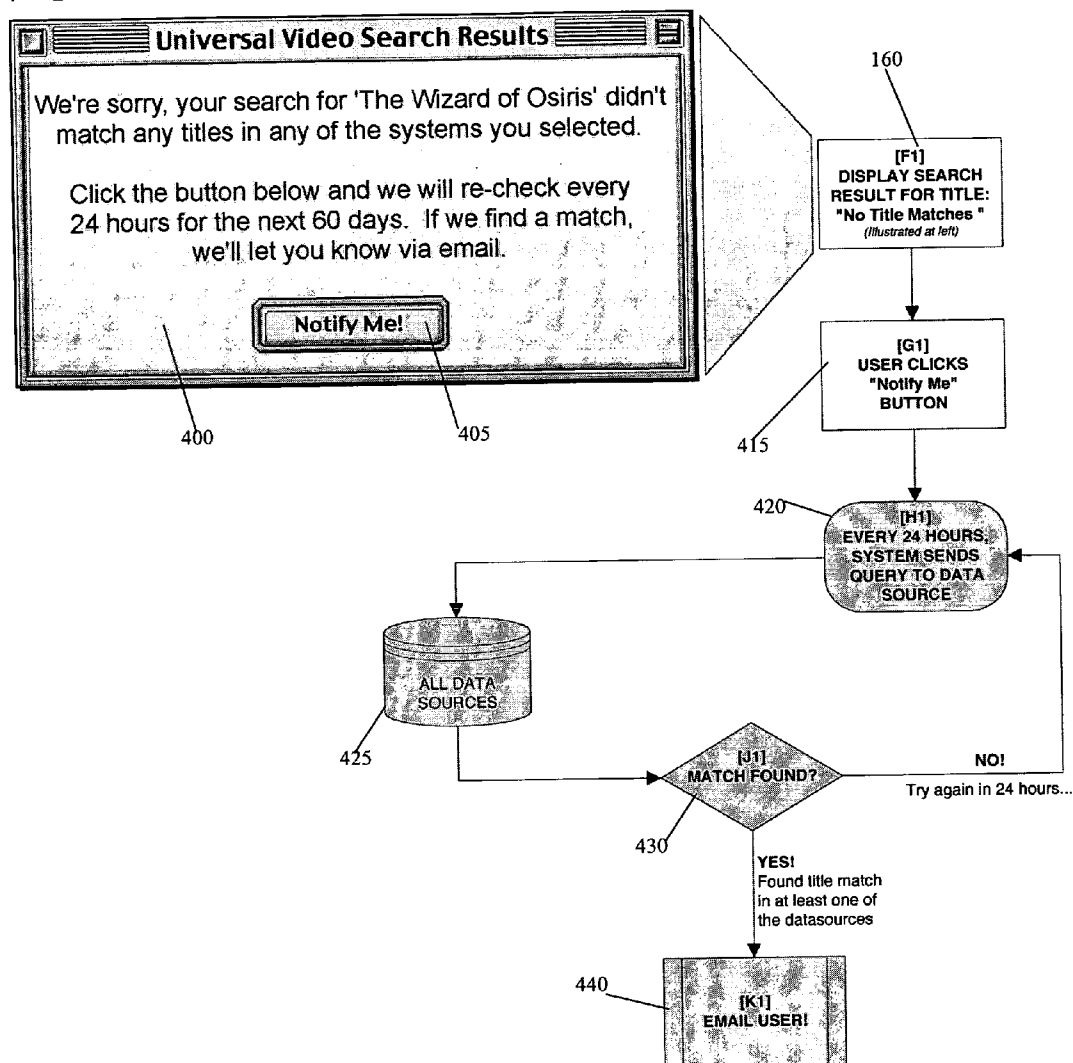 Universal Video Search Results
We're sorry, your search for 'The Wizard of Osiris' didn't
match any titles in any of the systems you selected.
Click the button below and we will re-check every
24 hours for the next 60 days. If we find a match,
we'll let you know via email.
Notify Me!
400
405
160
[F1]
DISPLAY SEARCH
RESULT FOR TITLE:
"No Title Matches "
(Illustrated at left)
[G1]
USER CLICKS
"Notify Me"
BUTTON
415
420
[H1]
EVERY 24 HOURS,
SYSTEM SENDS
QUERY TO DATA
SOURCE
ALL DATA
SOURCES
425
[J1]
MATCH FOUND?
430
NO!
Try again in 24 hours...
YES!
Found title match
in at least one of
the datasources
440
[K1]
EMAIL USER!